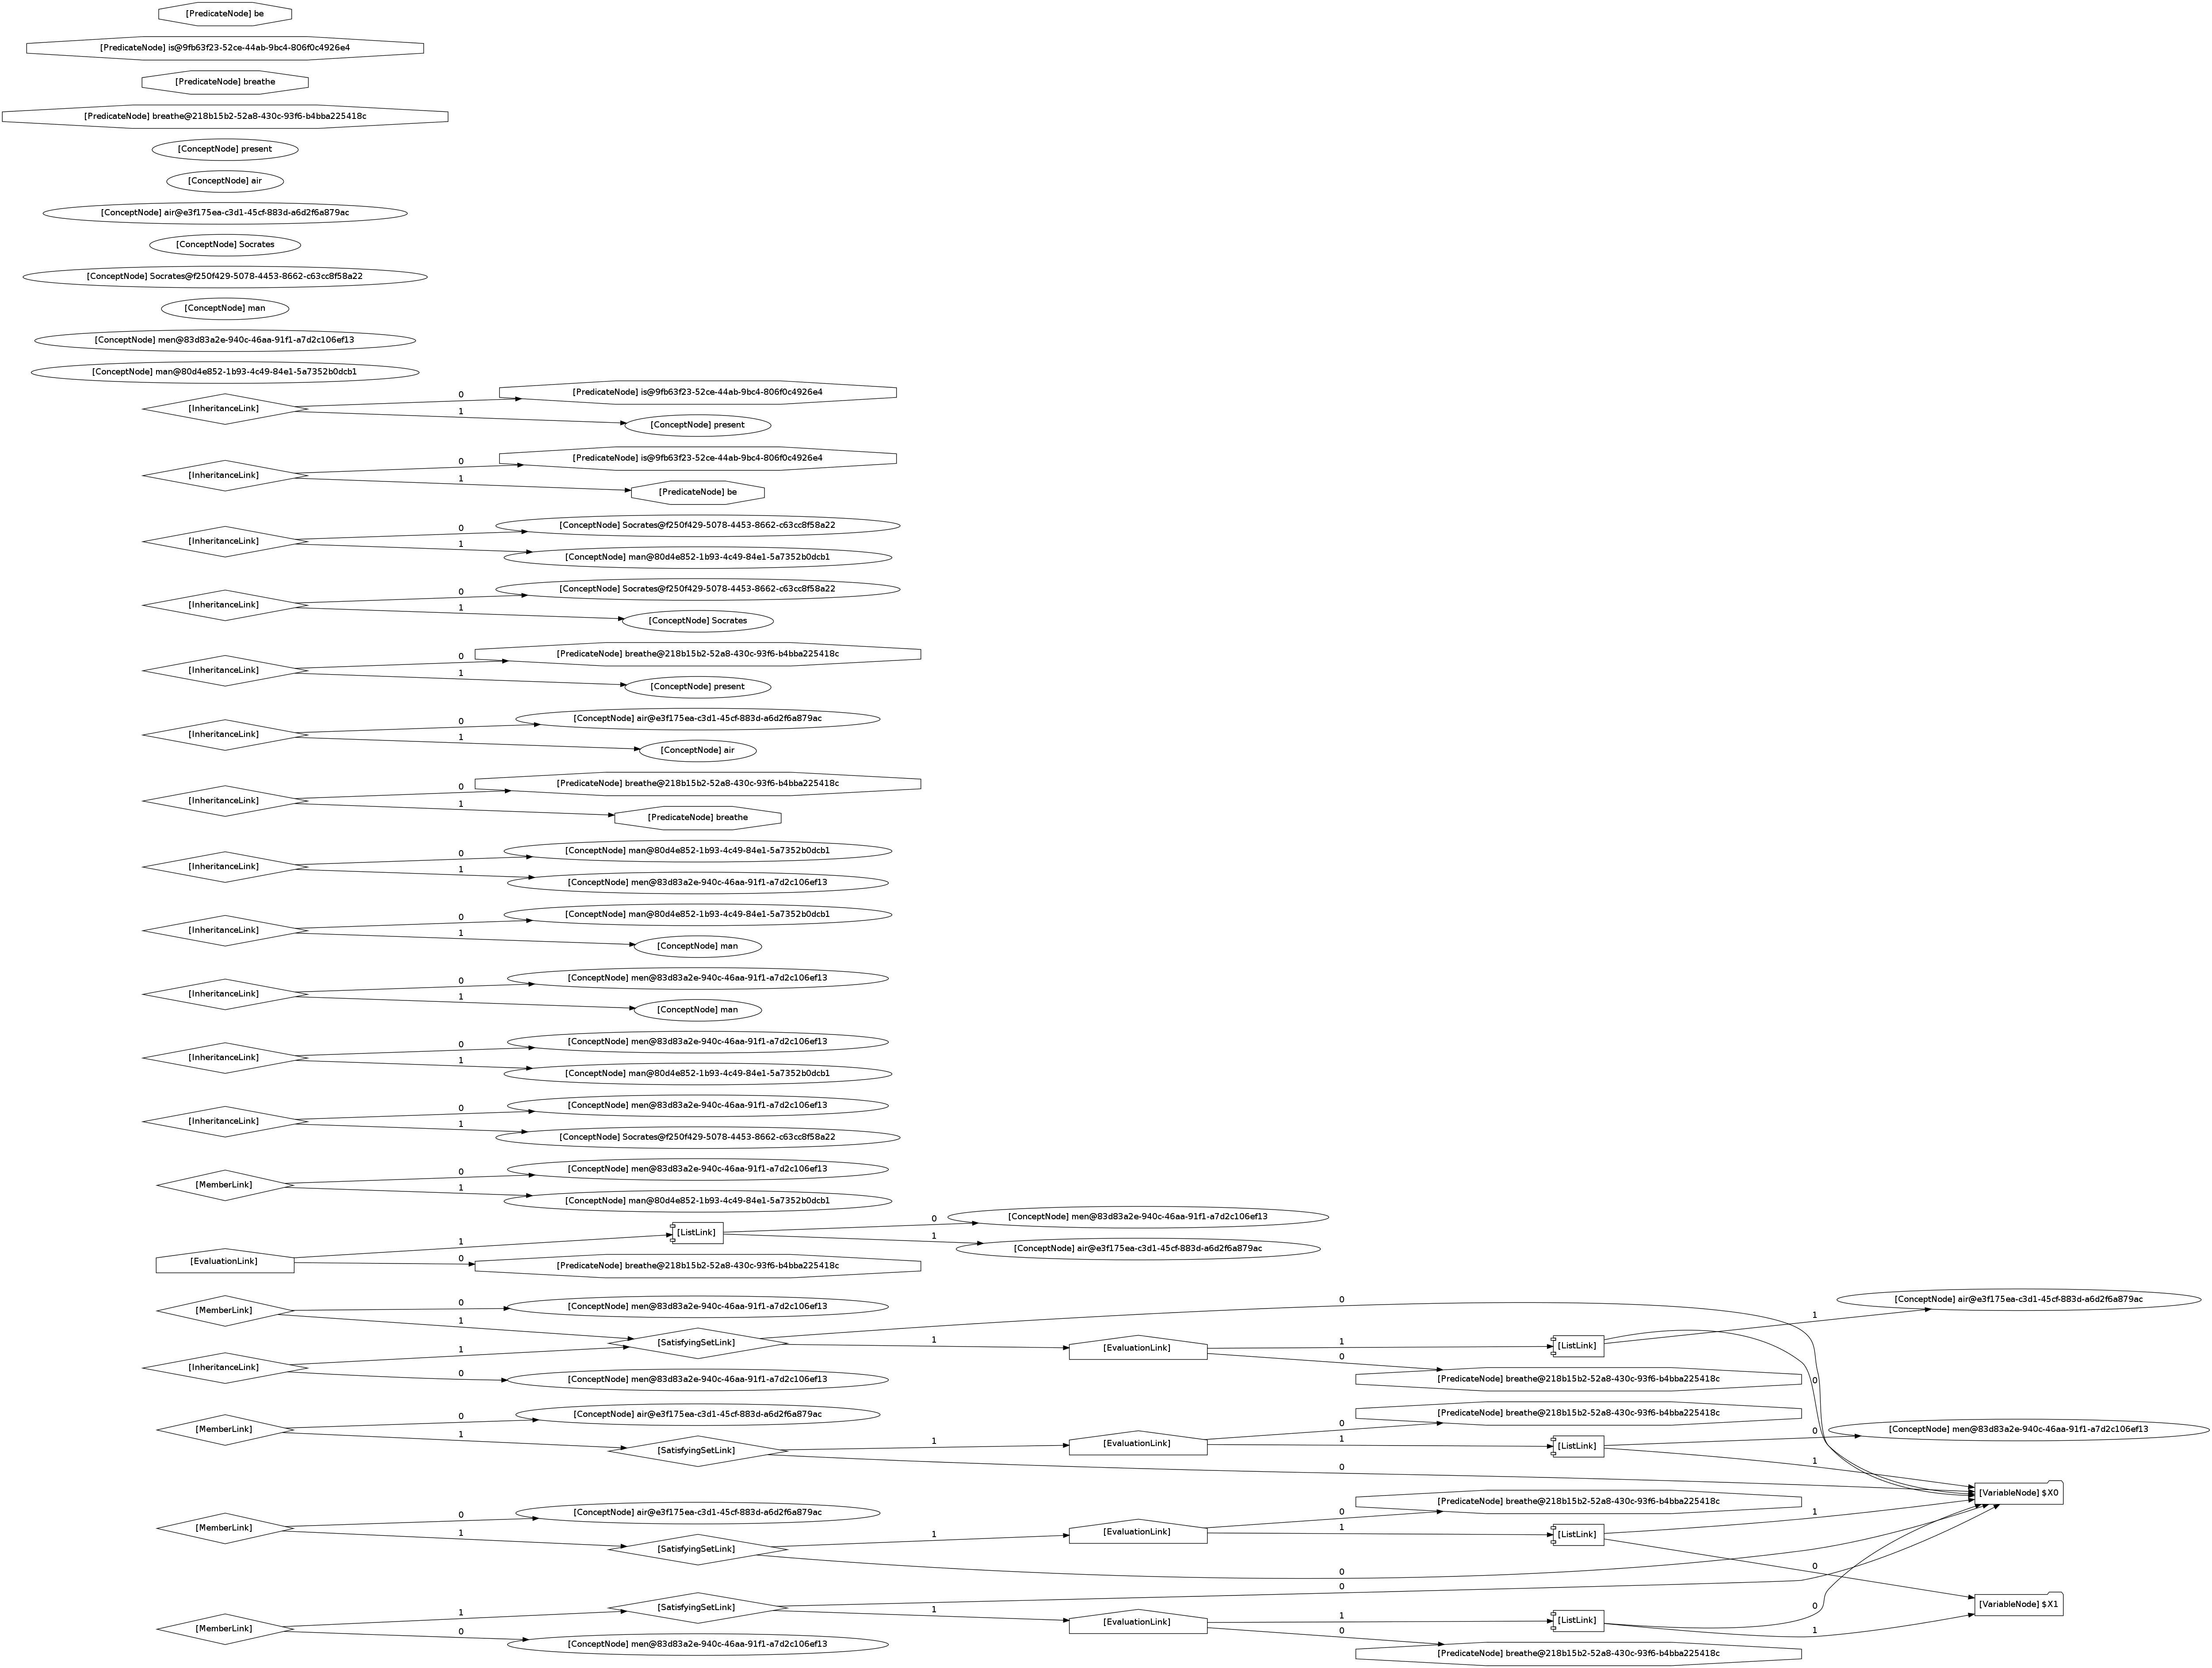 [PredicateNode] be
[PredicateNode] is@9fb63f23-52ce-44ab-9bc4-806f0c4926e4
[PredicateNode] breathe
[PredicateNode] breathe@218b15b2-52a8-430c-93f6-b4bba225418c
[ConceptNode] present
[ConceptNode] air
[ConceptNode] air@e3f175ea-c3d1-45cf-883d-a6d2f6a879ac
[ConceptNode] Socrates
[ConceptNode] Socrates@f250f429-5078-4453-8662-c63cc8f58a22
[ConceptNode] man
[ConceptNode] men@83d83a2e-940c-46aa-91f1-a7d2c106ef13
[ConceptNode] man@80d4e852-1b93-4c49-84e1-5a7352b0dcb1
[InheritanceLink]
0
[PredicateNode] is@9fb63f23-52ce-44ab-9bc4-806f0c4926e4
1
[ConceptNode] present
[InheritanceLink]
0
[PredicateNode] is@9fb63f23-52ce-44ab-9bc4-806f0c4926e4
1
[PredicateNode] be
[InheritanceLink]
0
[ConceptNode] Socrates@f250f429-5078-4453-8662-c63cc8f58a22
1
[ConceptNode] man@80d4e852-1b93-4c49-84e1-5a7352b0dcb1
[InheritanceLink]
0
[ConceptNode] Socrates@f250f429-5078-4453-8662-c63cc8f58a22
1
[ConceptNode] Socrates
[InheritanceLink]
0
[PredicateNode] breathe@218b15b2-52a8-430c-93f6-b4bba225418c
1
[ConceptNode] present
[InheritanceLink]
0
[ConceptNode] air@e3f175ea-c3d1-45cf-883d-a6d2f6a879ac
1
[ConceptNode] air
[InheritanceLink]
0
[PredicateNode] breathe@218b15b2-52a8-430c-93f6-b4bba225418c
1
[PredicateNode] breathe
[InheritanceLink]
0
[ConceptNode] man@80d4e852-1b93-4c49-84e1-5a7352b0dcb1
1
[ConceptNode] men@83d83a2e-940c-46aa-91f1-a7d2c106ef13
[InheritanceLink]
0
[ConceptNode] man@80d4e852-1b93-4c49-84e1-5a7352b0dcb1
1
[ConceptNode] man
[InheritanceLink]
0
[ConceptNode] men@83d83a2e-940c-46aa-91f1-a7d2c106ef13
1
[ConceptNode] man
[InheritanceLink]
0
[ConceptNode] men@83d83a2e-940c-46aa-91f1-a7d2c106ef13
1
[ConceptNode] man@80d4e852-1b93-4c49-84e1-5a7352b0dcb1
[InheritanceLink]
0
[ConceptNode] men@83d83a2e-940c-46aa-91f1-a7d2c106ef13
1
[ConceptNode] Socrates@f250f429-5078-4453-8662-c63cc8f58a22
[MemberLink]
0
[ConceptNode] men@83d83a2e-940c-46aa-91f1-a7d2c106ef13
1
[ConceptNode] man@80d4e852-1b93-4c49-84e1-5a7352b0dcb1
[EvaluationLink]
1
[ListLink]
0
[ConceptNode] men@83d83a2e-940c-46aa-91f1-a7d2c106ef13
1
[ConceptNode] air@e3f175ea-c3d1-45cf-883d-a6d2f6a879ac
0
[PredicateNode] breathe@218b15b2-52a8-430c-93f6-b4bba225418c
[MemberLink]
0
[ConceptNode] men@83d83a2e-940c-46aa-91f1-a7d2c106ef13
1
[SatisfyingSetLink]
0
1
[EvaluationLink]
1
[ListLink]
1
[ConceptNode] air@e3f175ea-c3d1-45cf-883d-a6d2f6a879ac
0
0
[PredicateNode] breathe@218b15b2-52a8-430c-93f6-b4bba225418c
[InheritanceLink]
1
0
[ConceptNode] men@83d83a2e-940c-46aa-91f1-a7d2c106ef13
[MemberLink]
0
[ConceptNode] air@e3f175ea-c3d1-45cf-883d-a6d2f6a879ac
1
[SatisfyingSetLink]
1
[EvaluationLink]
0
[PredicateNode] breathe@218b15b2-52a8-430c-93f6-b4bba225418c
1
[ListLink]
0
[ConceptNode] men@83d83a2e-940c-46aa-91f1-a7d2c106ef13
1
0
[VariableNode] $X0
[MemberLink]
0
[ConceptNode] air@e3f175ea-c3d1-45cf-883d-a6d2f6a879ac
1
[SatisfyingSetLink]
1
[EvaluationLink]
0
[PredicateNode] breathe@218b15b2-52a8-430c-93f6-b4bba225418c
1
[ListLink]
1
0
0
[VariableNode] $X1
[MemberLink]
1
[SatisfyingSetLink]
0
1
[EvaluationLink]
1
[ListLink]
0
1
0
[PredicateNode] breathe@218b15b2-52a8-430c-93f6-b4bba225418c
0
[ConceptNode] men@83d83a2e-940c-46aa-91f1-a7d2c106ef13